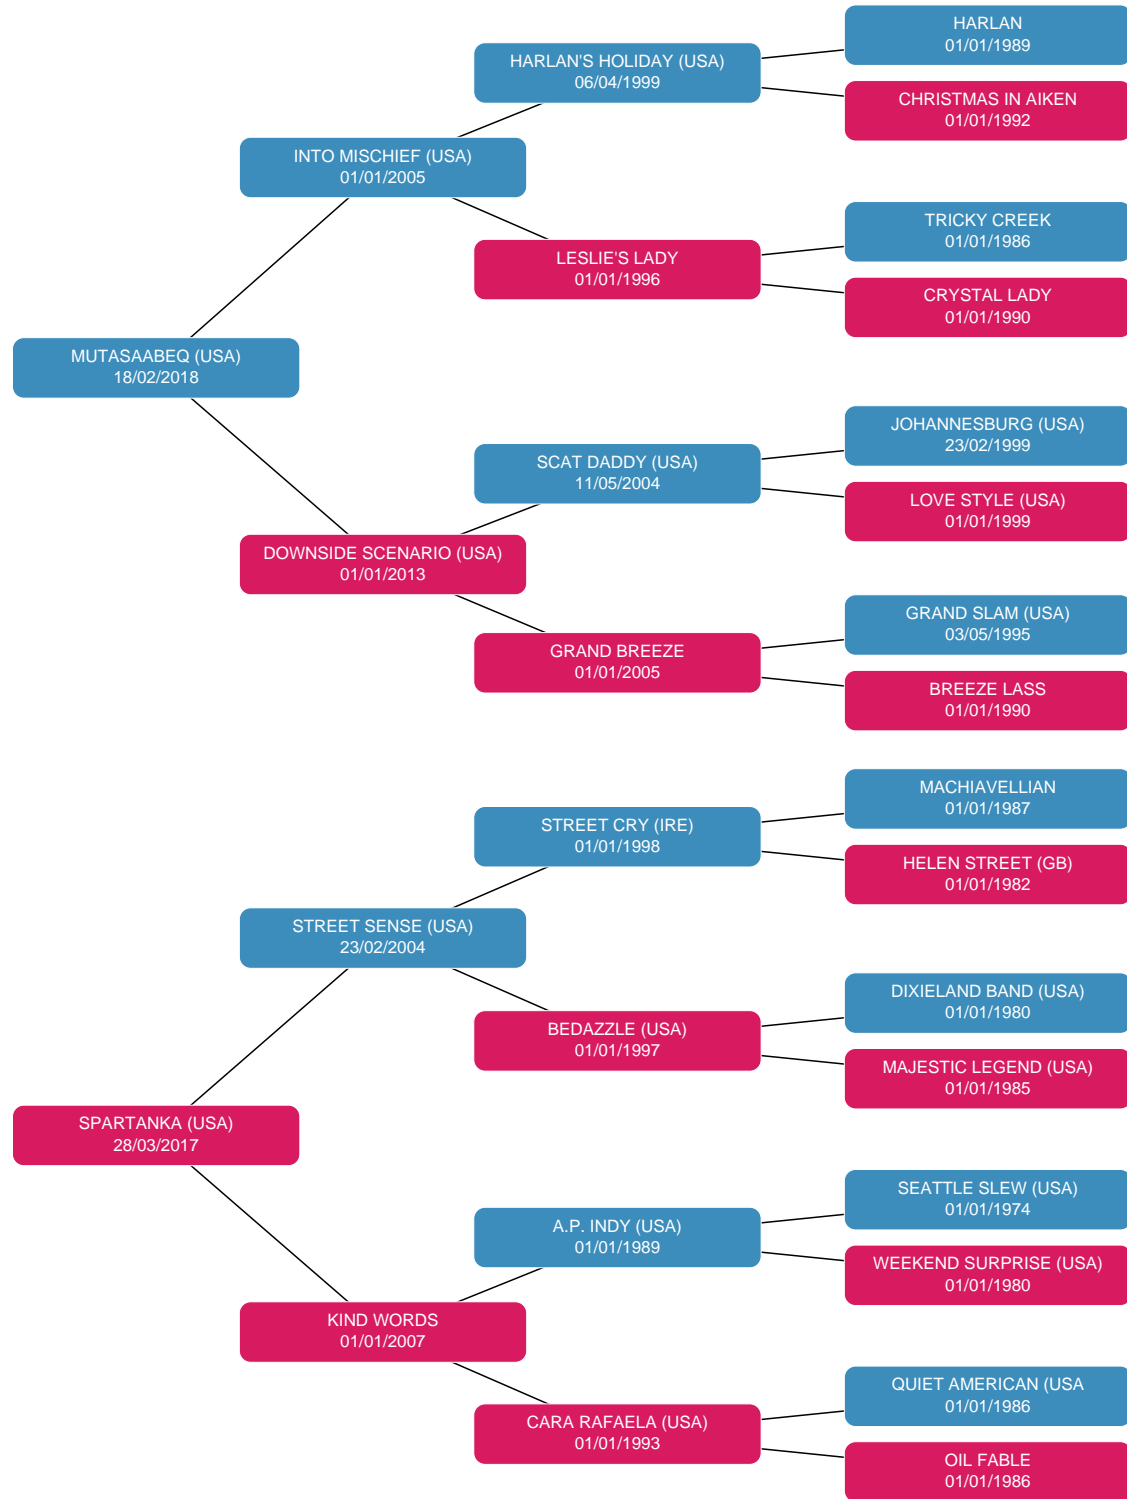 HARLAN
01/01/1989
HARLAN'S HOLIDAY (USA)
06/04/1999
CHRISTMAS IN AIKEN
01/01/1992
INTO MISCHIEF (USA)
01/01/2005
TRICKY CREEK
01/01/1986
LESLIE'S LADY
01/01/1996
CRYSTAL LADY
01/01/1990
MUTASAABEQ (USA)
18/02/2018
JOHANNESBURG (USA)
23/02/1999
SCAT DADDY (USA)
11/05/2004
LOVE STYLE (USA)
01/01/1999
DOWNSIDE SCENARIO (USA)
01/01/2013
GRAND SLAM (USA)
03/05/1995
GRAND BREEZE
01/01/2005
BREEZE LASS
01/01/1990
MACHIAVELLIAN
01/01/1987
STREET CRY (IRE)
01/01/1998
HELEN STREET (GB)
01/01/1982
STREET SENSE (USA)
23/02/2004
DIXIELAND BAND (USA)
01/01/1980
BEDAZZLE (USA)
01/01/1997
MAJESTIC LEGEND (USA)
01/01/1985
SPARTANKA (USA)
28/03/2017
SEATTLE SLEW (USA)
01/01/1974
A.P. INDY (USA)
01/01/1989
WEEKEND SURPRISE (USA)
01/01/1980
KIND WORDS
01/01/2007
QUIET AMERICAN (USA
01/01/1986
CARA RAFAELA (USA)
01/01/1993
OIL FABLE
01/01/1986